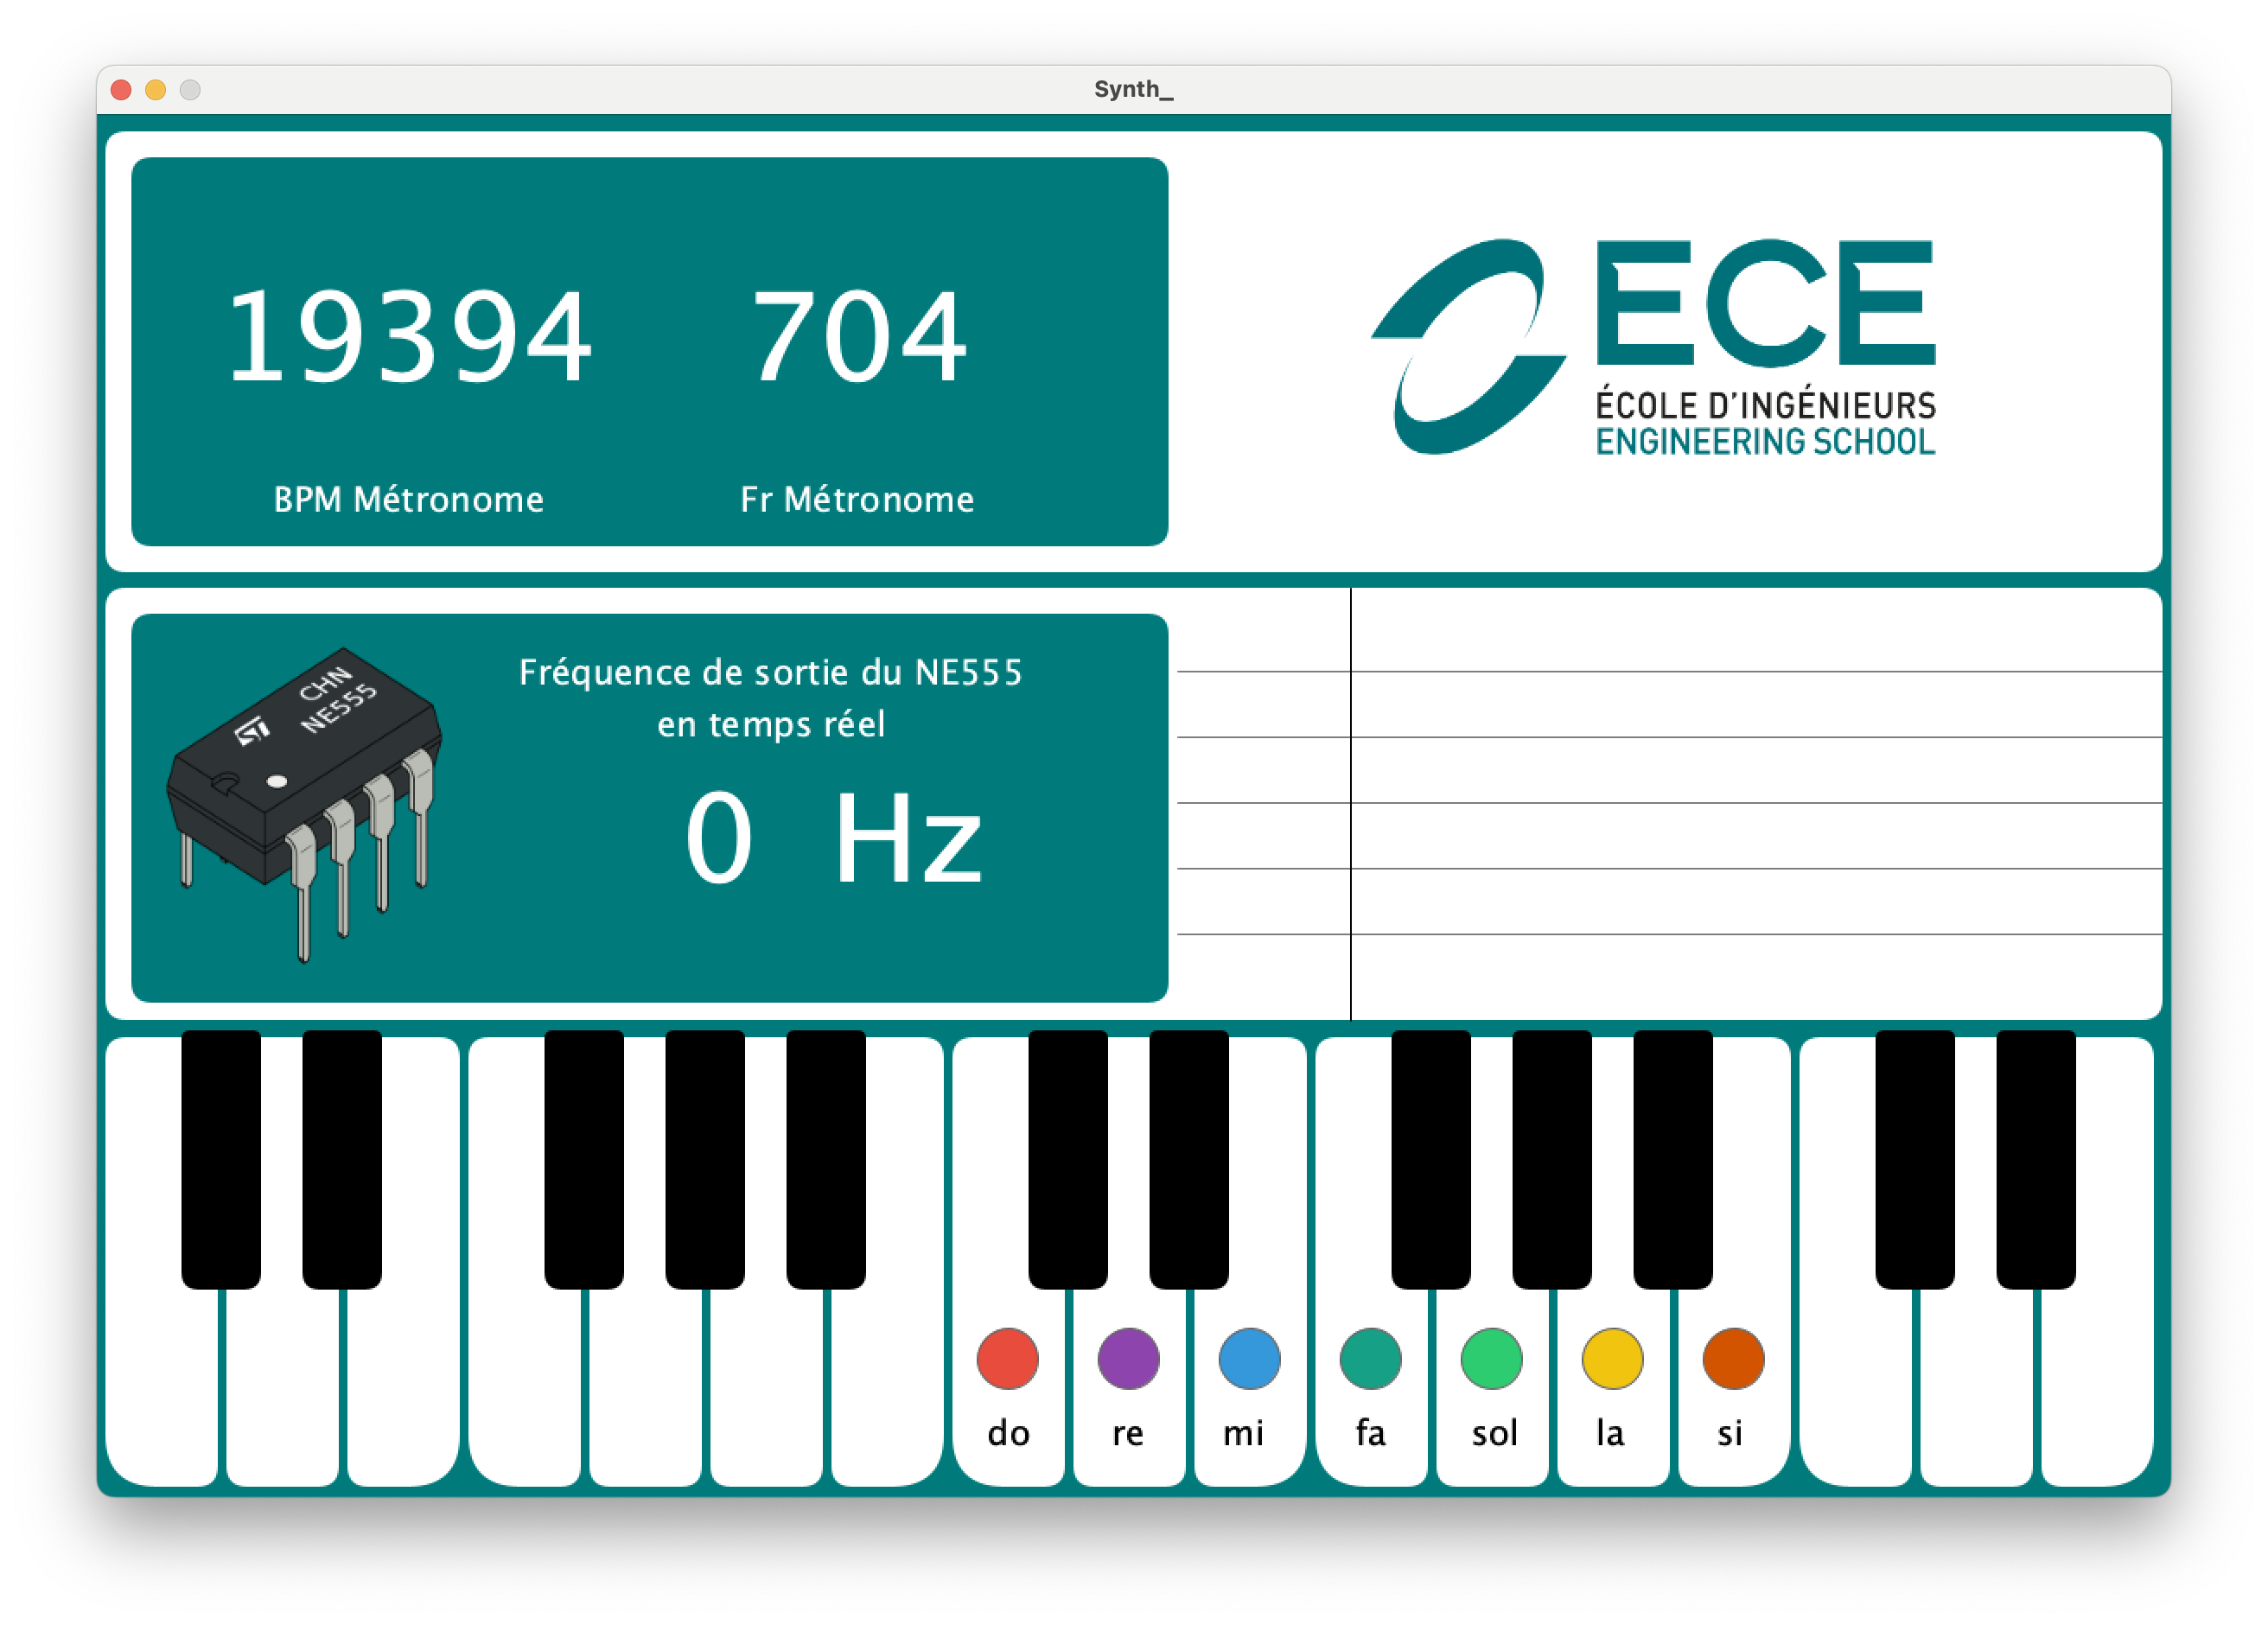 Synth_
19394
704
BPM Métronome
Fr Métronome
ECE
ÉCOLE D'INGÉNIEURS
ENGINEERING SCHOOL
ST
CHN
NE555
Fréquence de sortie du NE555
en temps réel
0 Hz
do re mi fa sol la si